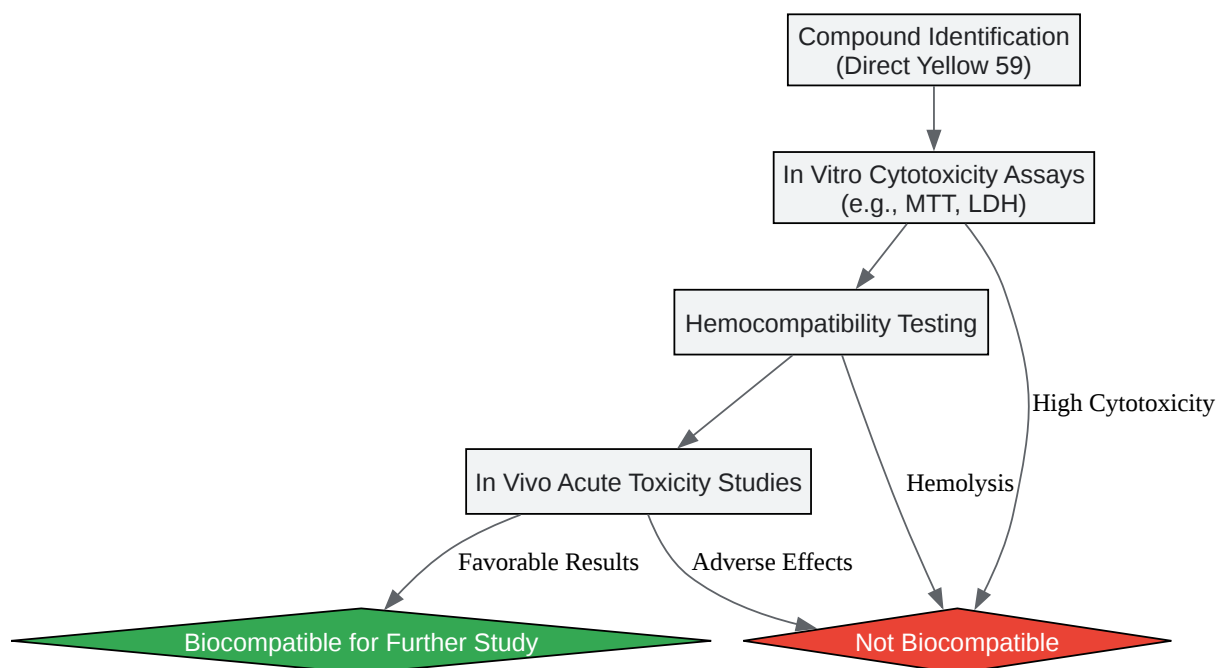 Compound Identification
(Direct Yellow 59)
In Vitro Cytotoxicity Assays
(e.g., MTT, LDH)
Hemocompatibility Testing
High Cytotoxicity
In Vivo Acute Toxicity Studies
Hemolysis
Favorable Results
Adverse Effects
Biocompatible for Further Study
Not Biocompatible